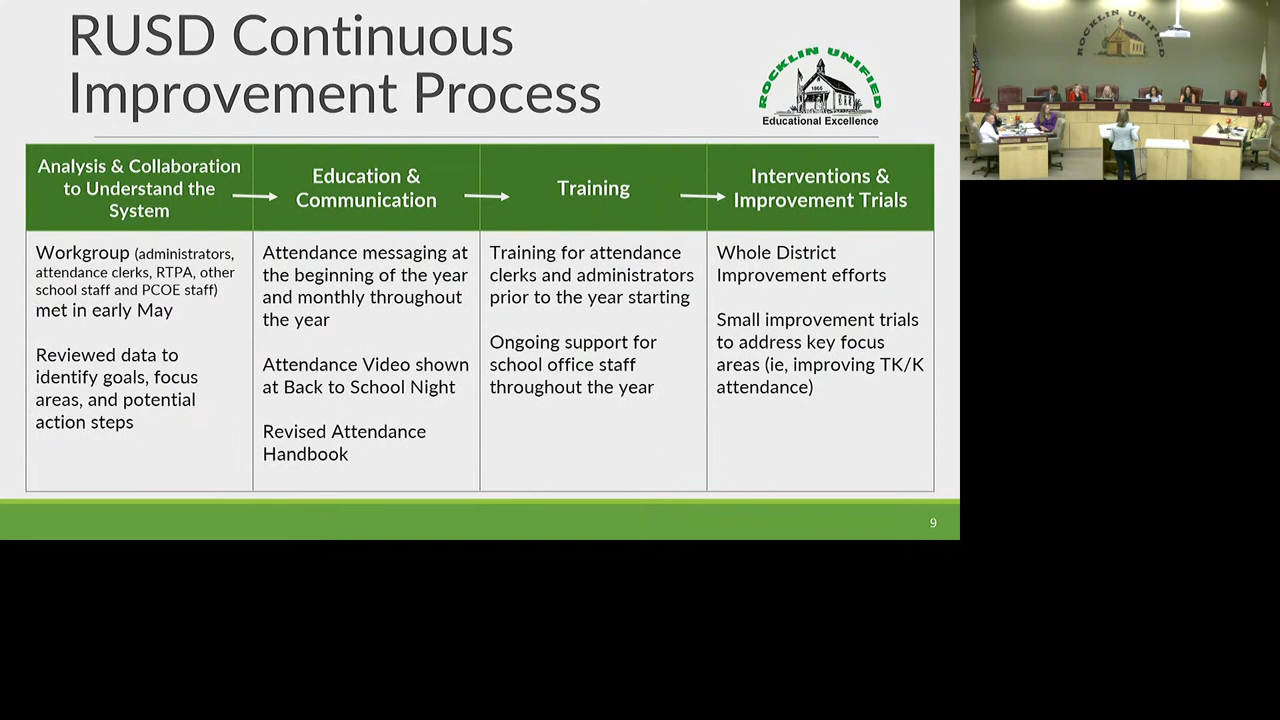 RUSD Continuous
Improvement Process
ROCKLIN UNIFIED
1866
Educational Excellence
Analysis & Collaboration
to Understand the
System
Education &
Communication
Training
Interventions &
Improvement Trials
Workgroup (administrators,
attendance clerks, RTPA, other
school staff and PCOE staff)
met in early May
Reviewed data to
identify goals, focus
areas, and potential
action steps
Attendance messaging at
the beginning of the year
and monthly throughout
the year
Attendance Video shown
at Back to School Night
Revised Attendance
Handbook
Training for attendance
clerks and administrators
prior to the year starting
Ongoing support for
school office staff
throughout the year
Whole District
Improvement efforts
Small improvement trials
to address key focus
areas (ie, improving TK/K
attendance)
9
ROCKLIN UNIFIED